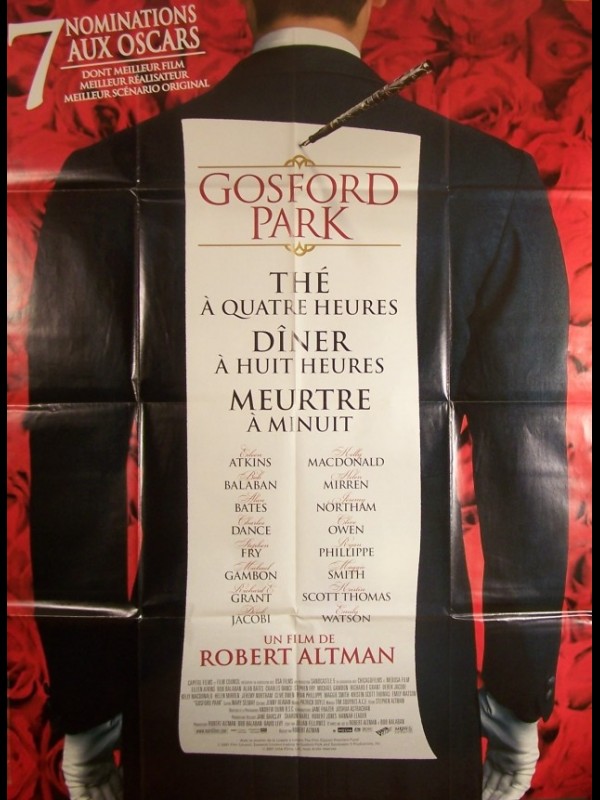 7 NOMINATIONS
AUX OSCARS
DONT MEILLEUR FILM
MEILLEUR RÉALISATEUR
MEILLEUR SCÉNARIO ORIGINAL
GOSFORD
PARK
THÉ
À QUATRE HEURES
DÎNER
À HUIT HEURES
MEURTRE
À MINUIT
Eileen
ATKINS
Bob
BALABAN
Alan
BATES
Charles
DANCE
Stephen
FRY
Michael
GAMBON
Richard E.
GRANT
Derek
JACOBI
Kelly
MACDONALD
Helen
MIRREN
Jeremy
NORTHAM
Clive
OWEN
Ryan
PHILLIPPE
Maggie
SMITH
Kristin
SCOTT THOMAS
Emily
WATSON
UN FILM DE
ROBERT ALTMAN